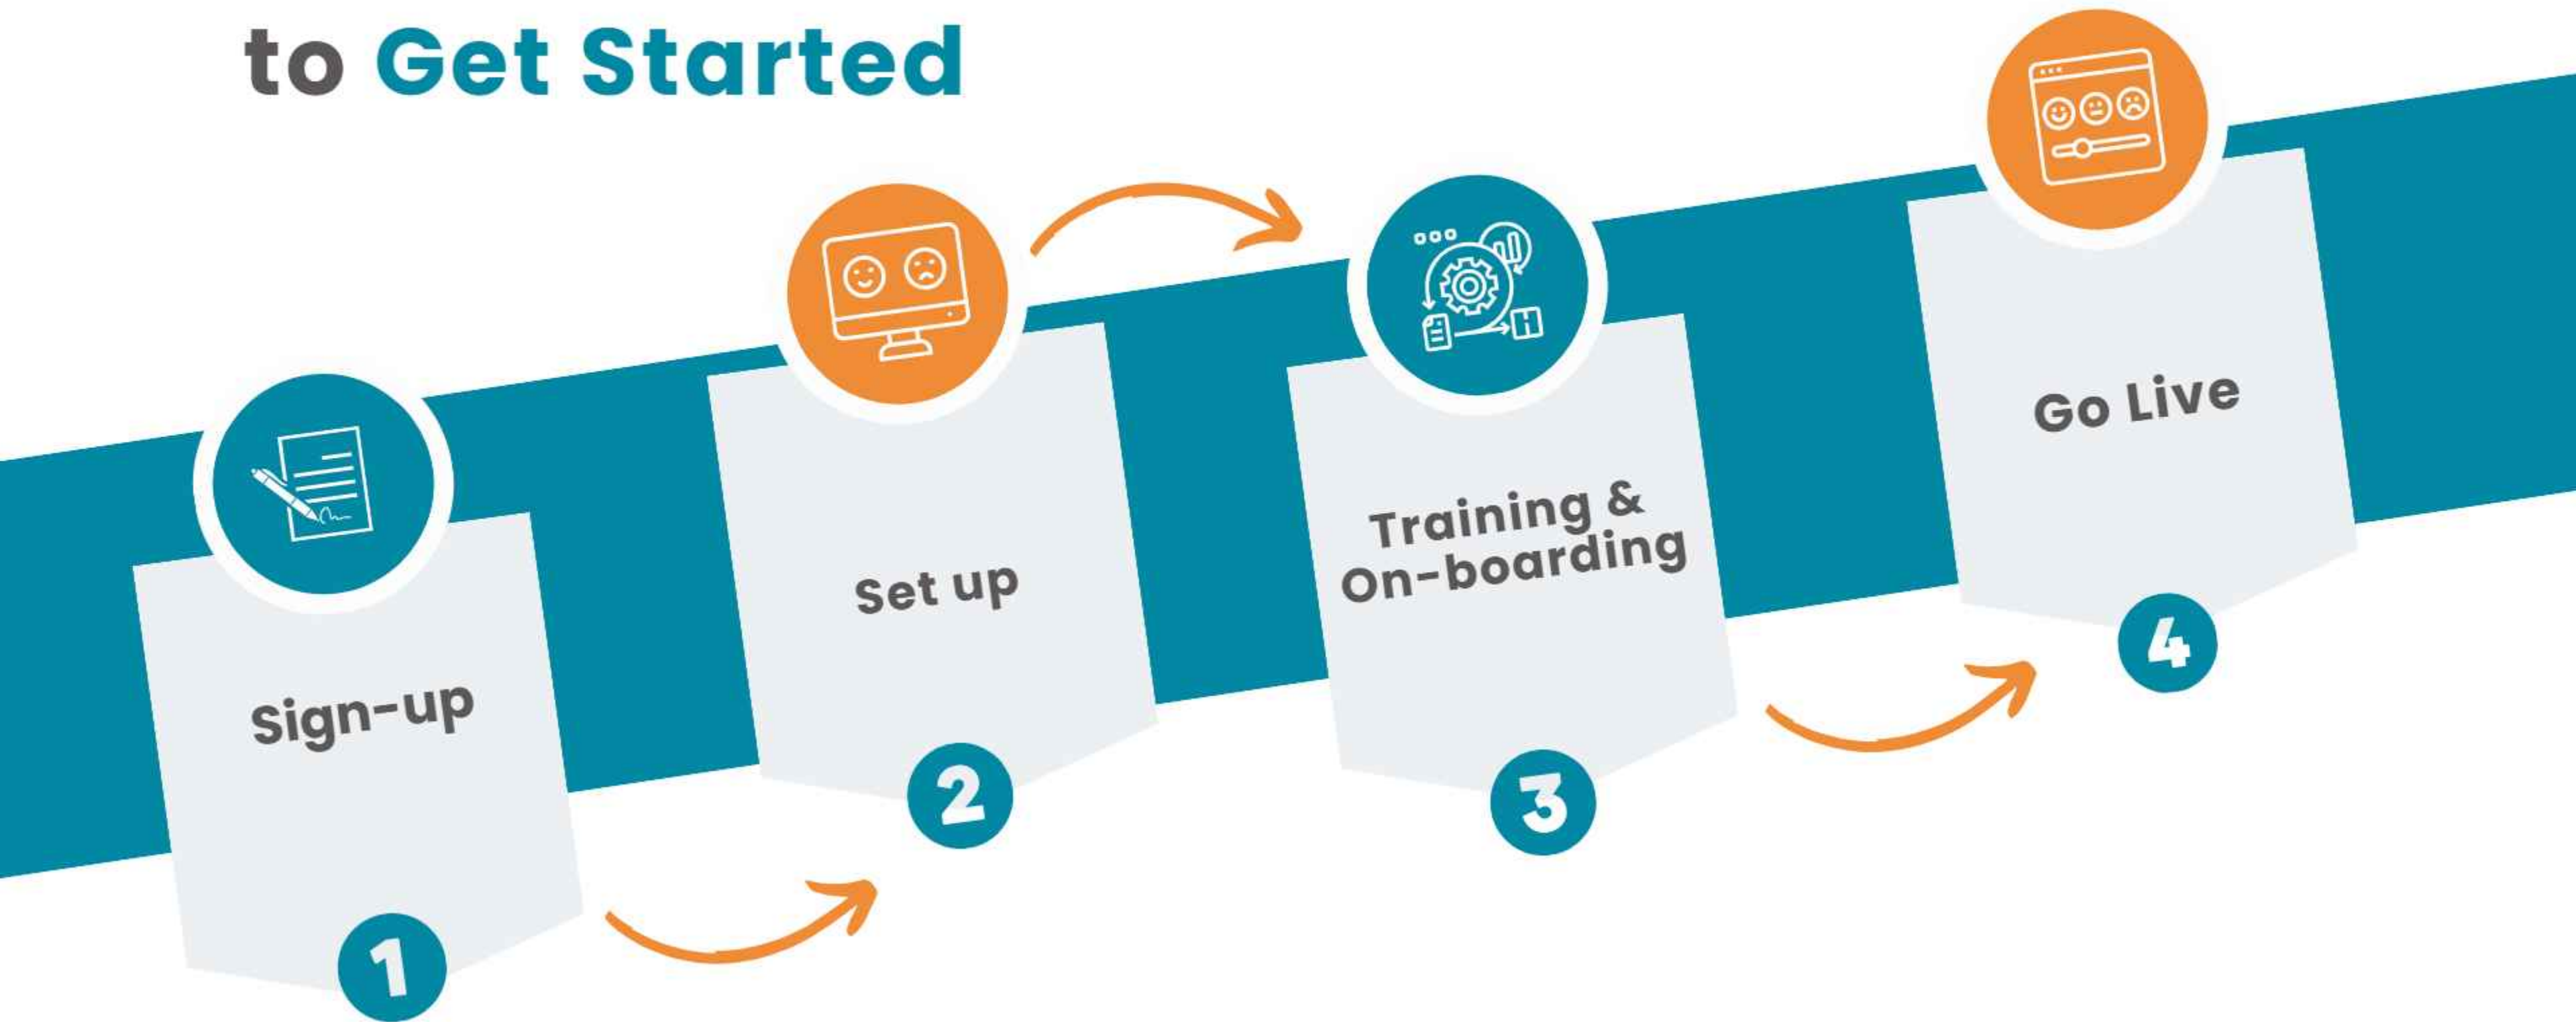 to Get Started
Sign-up
1
Set up
2
Training &
On-boarding
3
Go Live
4